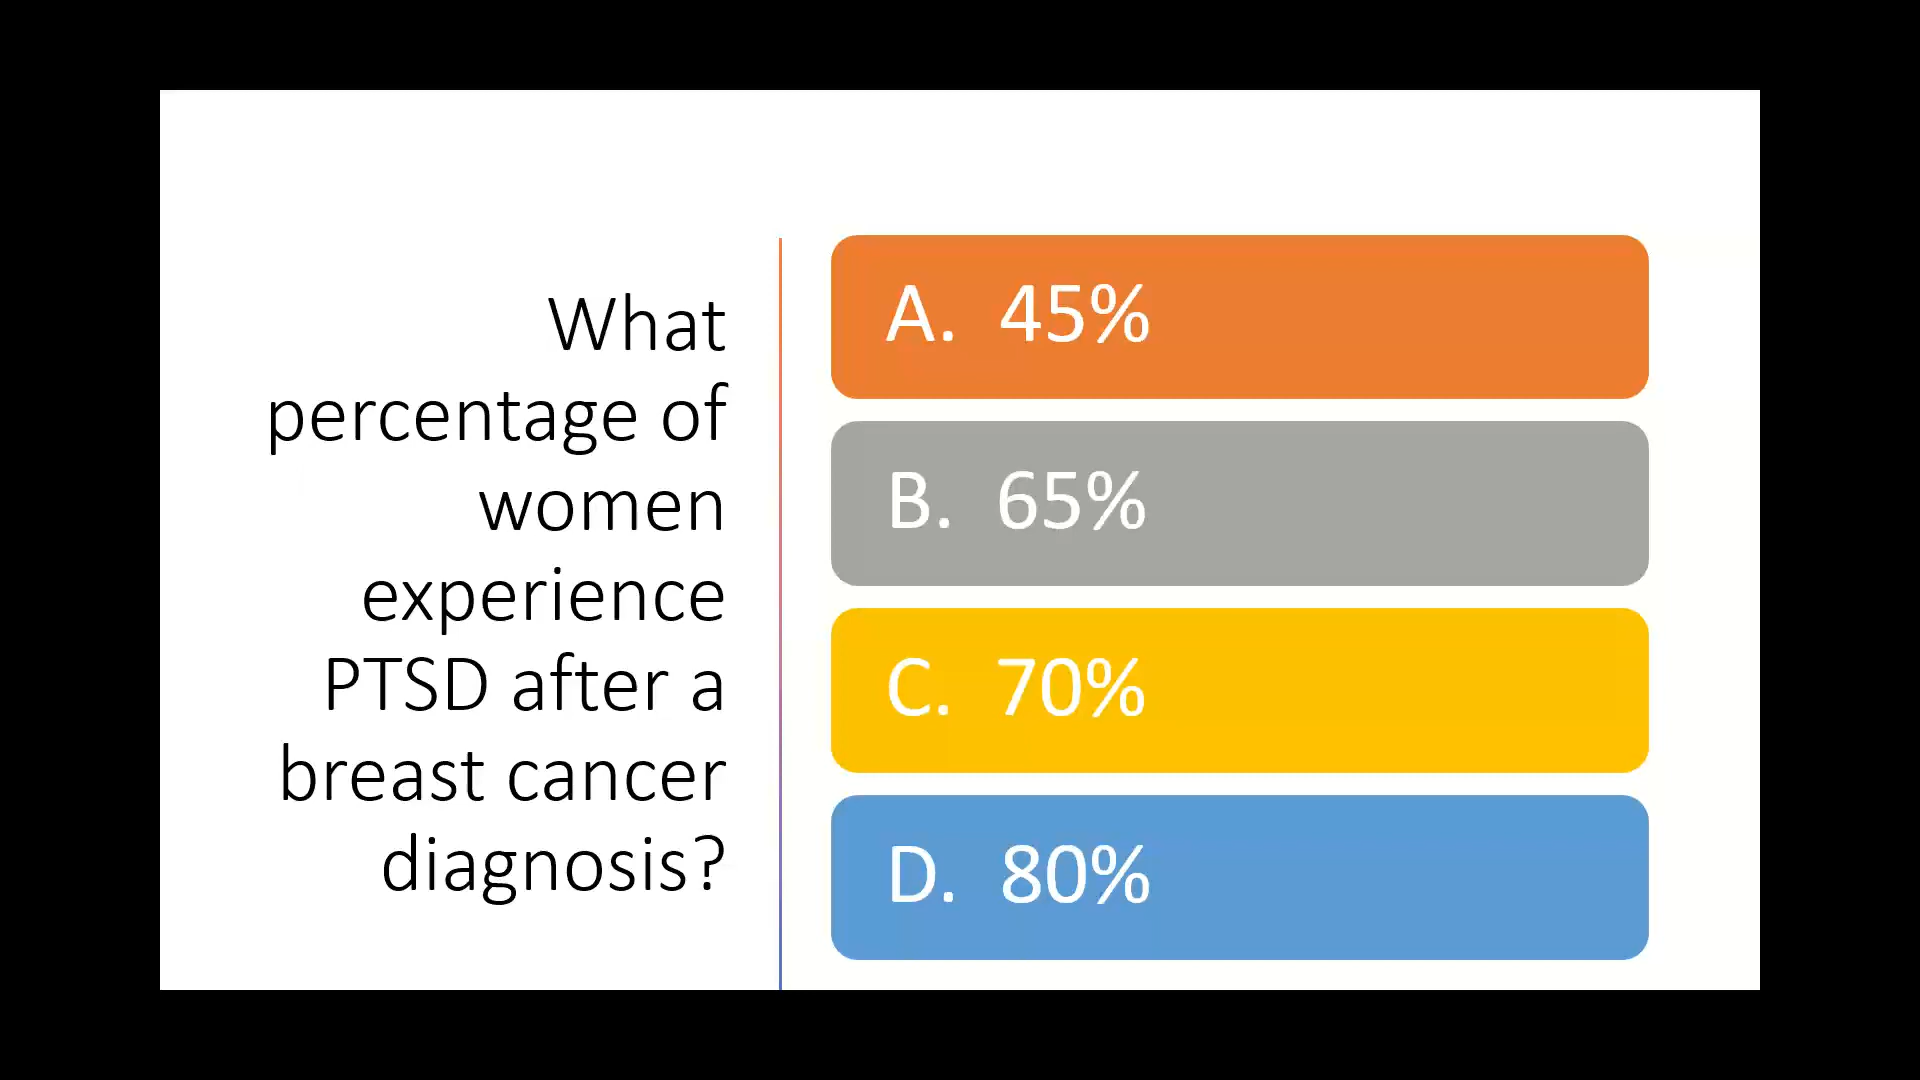 What
percentage of
women
experience
PTSD after a
breast cancer
diagnosis?
A. 45%
B. 65%
C. 70%
D. 80%